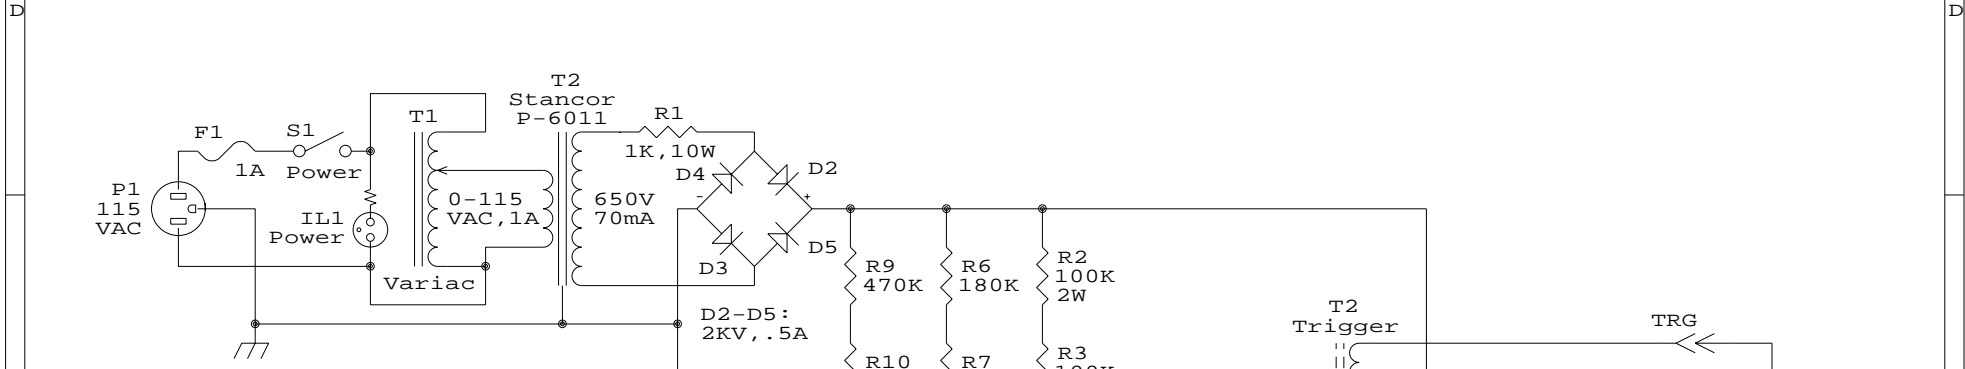 D
D
T2
Stancor
P-6011
T1
R1
F1
S1
1A
Power
1K,10W
D4
D2
P1
115
VAC
0-115
VAC,1A
650V
70mA
-
+
IL1
Power
D3
D5
Variac
R9
470K
R6
180K
R2
100K
2W
D2-D5:
2KV,.5A
T2
Trigger
TRG
R10
R7
R3
100K